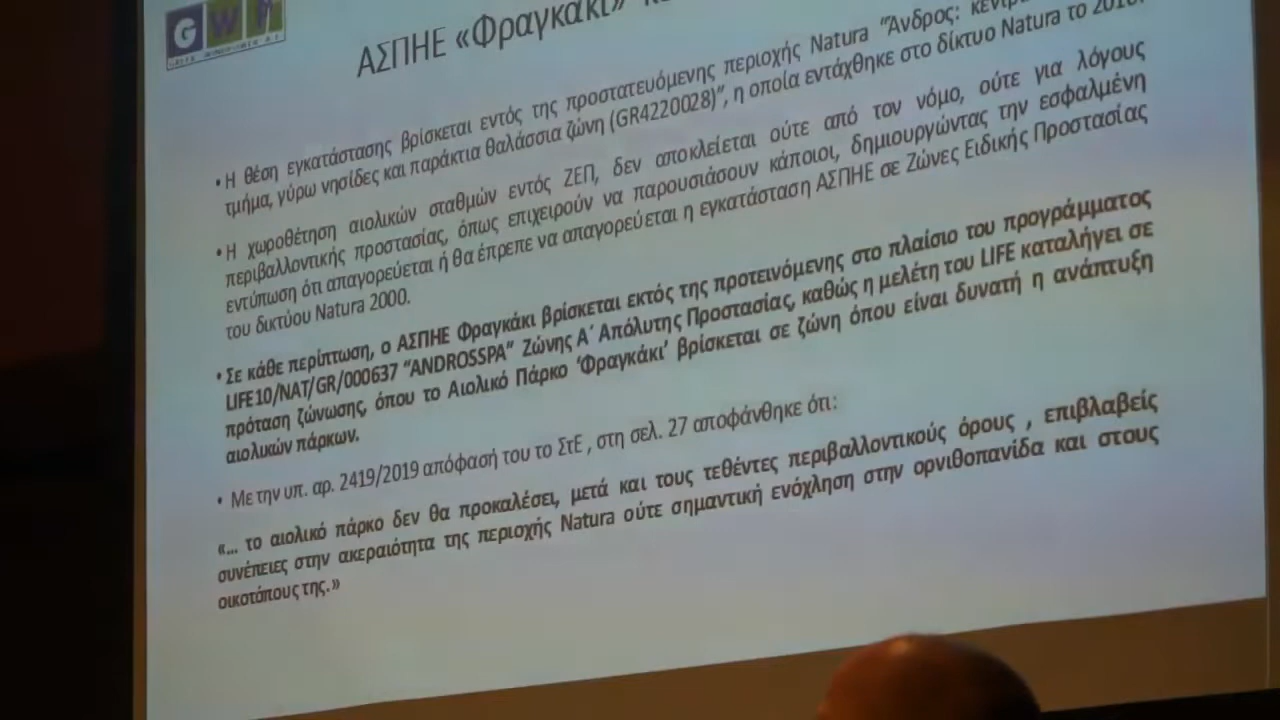 GWP
ΑΣΠΗΕ «Φραγκάκι»
• Η θέση εγκατάστασης βρίσκεται εντός της προστατευόμενης περιοχής Natura “Άνδρος:
τμήμα, γύρω νησίδες και παράκτια θαλάσσια ζώνη (GR4220028)”, η οποία εντάχθηκε στο δίκτυο Natura το
• Η χωροθέτηση αιολικών σταθμών εντός ΖΕΠ, δεν αποκλείεται ούτε από τον νόμο, ούτε για λόγους
περιβαλλοντικής προστασίας, όπως επιχειρούν να παρουσιάσουν κάποιοι, δημιουργώντας την εσφαλμένη
εντύπωση ότι απαγορεύεται ή θα έπρεπε να απαγορεύεται η εγκατάσταση ΑΣΠΗΕ σε Ζώνες Ειδικής Προστασίας
του δικτύου Natura 2000.
• Σε κάθε περίπτωση, ο ΑΣΠΗΕ Φραγκάκι βρίσκεται εκτός της προτεινόμενης στο πλαίσιο του προγράμματος
LIFE10/NAT/GR/000637 “ANDROSSPA” Ζώνης Α΄ Απόλυτης Προστασίας, καθώς η μελέτη του LIFE καταλήγει σε
πρόταση ζώνωσης, όπου το Αιολικό Πάρκο ‘Φραγκάκι’ βρίσκεται σε ζώνη όπου είναι δυνατή η ανάπτυξη
αιολικών πάρκων.
• Με την υπ. αρ. 2419/2019 απόφασή του το ΣτΕ , στη σελ. 27 αποφάνθηκε ότι:
«... το αιολικό πάρκο δεν θα προκαλέσει, μετά και τους τεθέντες περιβαλλοντικούς όρους , επιβλαβείς
συνέπειες στην ακεραιότητα της περιοχής Natura ούτε σημαντική ενόχληση στην ορνιθοπανίδα και στους
οικοτόπους της.»